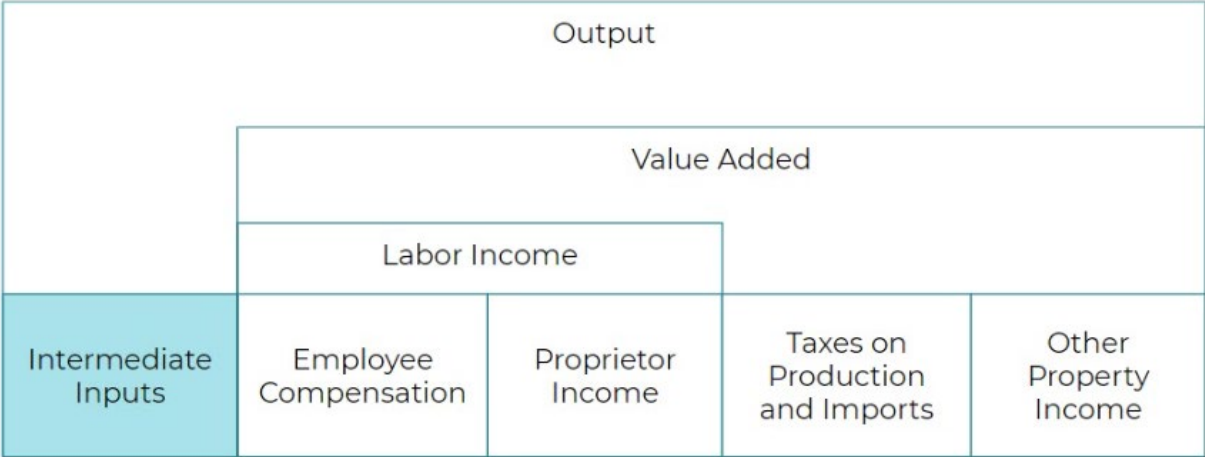 Output
Value Added
Labor Income
Intermediate
Inputs
Employee
Compensation
Proprietor
Income
Taxes on
Production
and Imports
Other
Property
Income